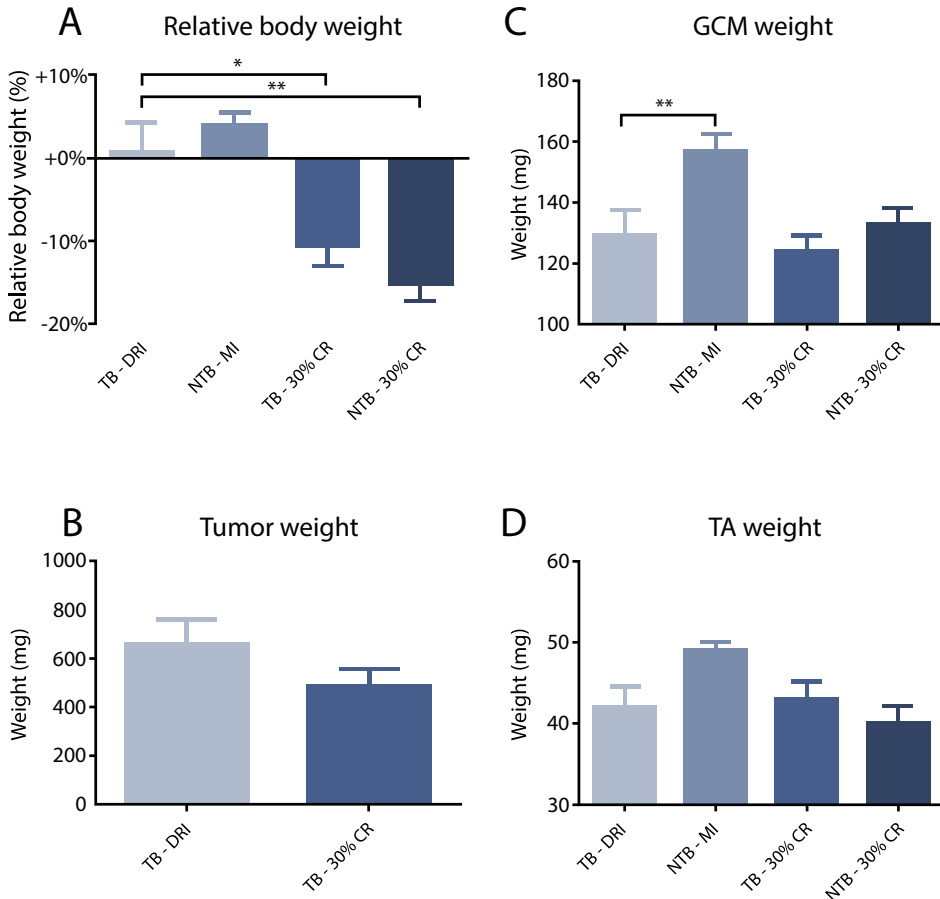 A
Relative body weight
Relative body weight (%)
+10%
+0%
-10%
-20%
*
**
TB - DRI
NTB - MI
TB - 30% CR
NTB - 30% CR
C
GCM weight
Weight (mg)
180
160
130
120
100
**
TB - DRI
NTB - MI
TB - 30% CR
NTB - 30% CR
B
Tumor weight
Weight (mg)
1000
800
600
400
200
0
TB - DRI
TB - 30% CR
D
TA weight
Weight (mg)
60
50
40
30
TB - DRI
NTB - MI
TB - 30% CR
NTB - 30% CR